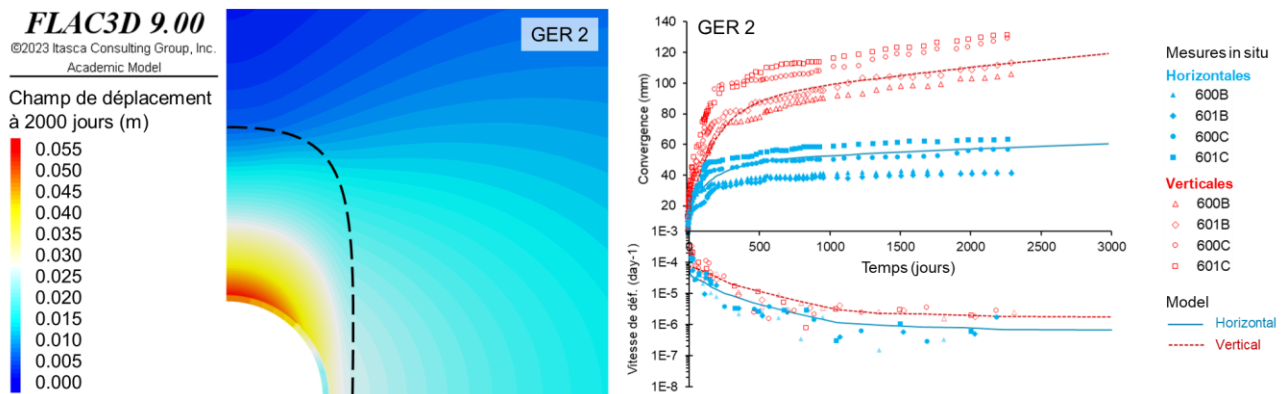 FLAC3D 9.00
©2023 Itasca Consulting Group, Inc.
Academic Model
Champ de déplacement
à 2000 jours (m)
0.055
0.050
0.045
0.040
0.035
0.030
0.025
0.020
0.015
0.010
0.005
0.000
GER 2
GER 2
Convergence (mm)
140
120
100
80
60
40
20
1E-3
500
1000
1500
2000
2500
3000
Temps (jours)
Vitesse de déf. (day-1)
1E-4
1E-5
1E-6
1E-7
1E-8
Mesures in situ
Horizontales
600B
601B
600C
601C
Verticales
600B
601B
600C
601C
Model
Horizontal
Vertical